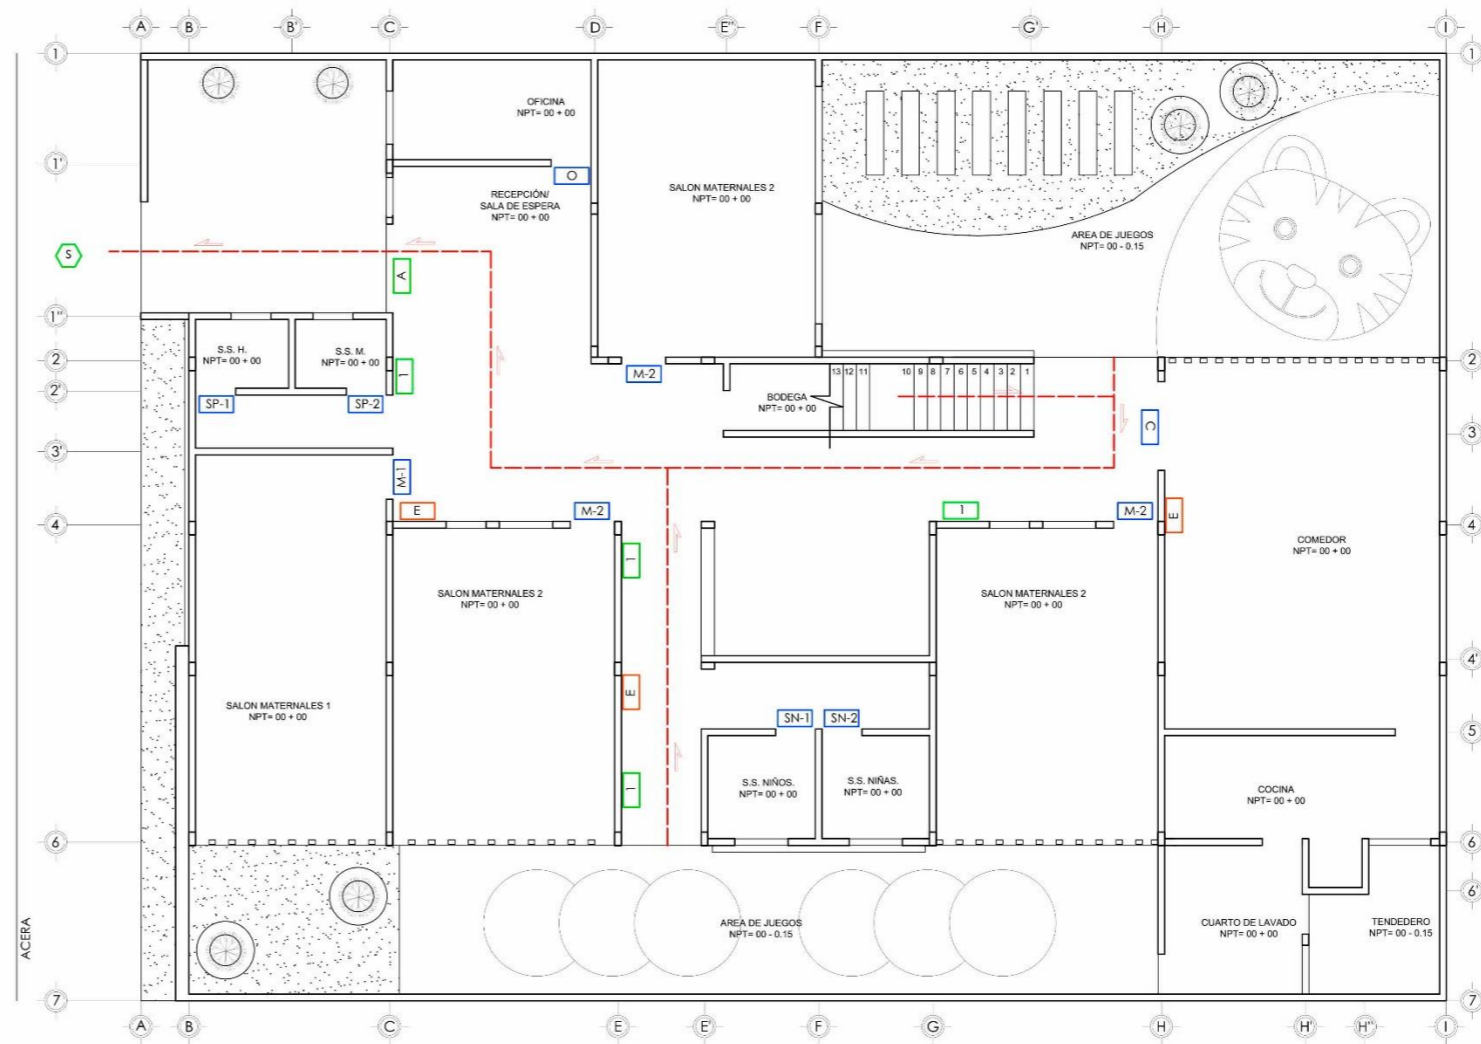 A B B' C D E'' F G' H I
1 1
OFICINA
NPT= 00 + 00
1'
O
SALON MATERNALES 2
NPT= 00 + 00
RECEPCIÓN/
SALA DE ESPERA
NPT= 00 + 00
AREA DE JUEGOS
NPT= 00 - 0.15
S
A
1''
S.S. H.
NPT= 00 + 00
S.S. M.
NPT= 00 + 00
2 2
1
M-2
13 12 11 10 9 8 7 6 5 4 3 2 1
2'
SP-1 SP-2
BODEGA
NPT= 00 + 00
C
3
3'
M-1
E M-2 1 M-2 E
4 4
COMEDOR
NPT= 00 + 00
1
SALON MATERNALES 2
NPT= 00 + 00
SALON MATERNALES 2
NPT= 00 + 00
4'
E
SALON MATERNALES 1
NPT= 00 + 00
SN-1 SN-2
5
S.S. NIÑOS.
NPT= 00 + 00
S.S. NIÑAS.
NPT= 00 + 00
1
COCINA
NPT= 00 + 00
6 6
6'
ACERA
AREA DE JUEGOS
NPT= 00 - 0.15
CUARTO DE LAVADO
NPT= 00 + 00
TENDEDERO
NPT= 00 - 0.15
7 7
A B C E E' F G H H' H'' I